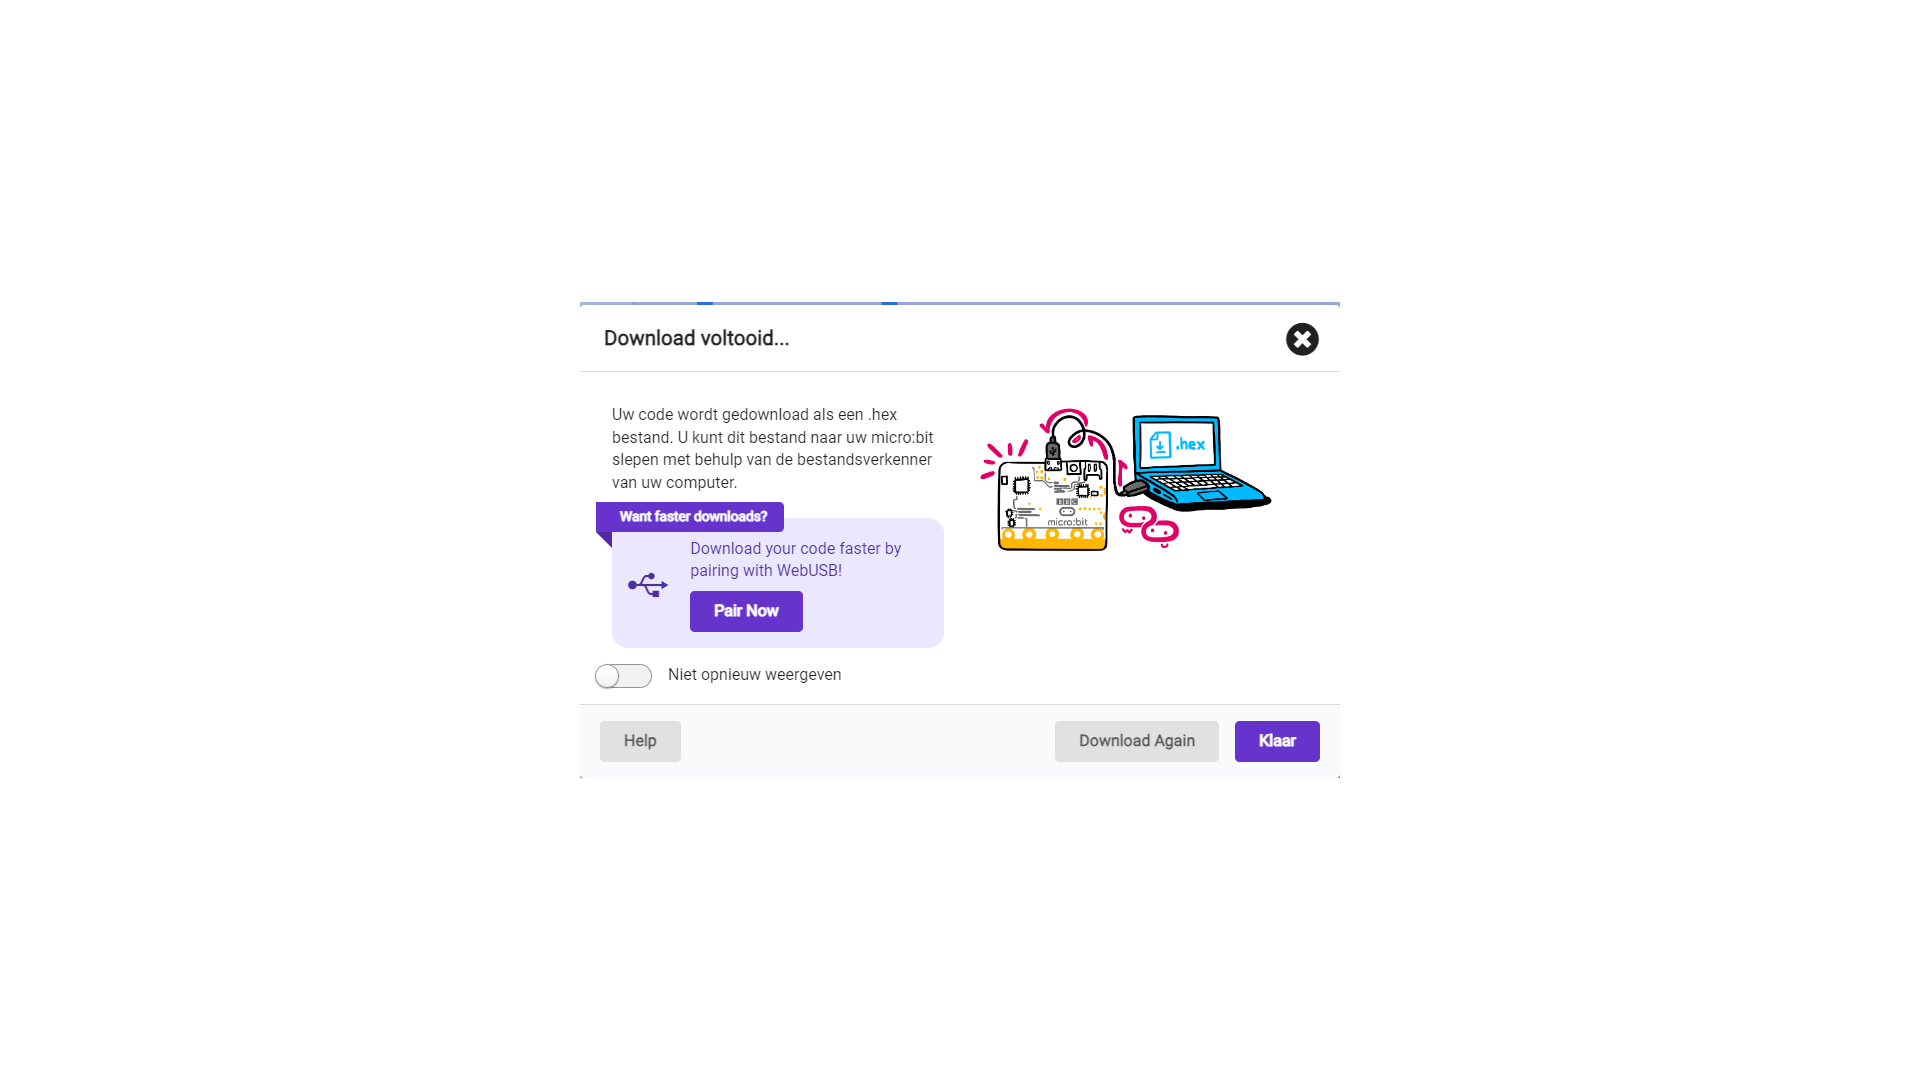 Download voltooid...
Uw code wordt gedownload als een .hex
bestand. U kunt dit bestand naar uw micro:bit
slepen met behulp van de bestandsverkenner
van uw computer.
.hex
BBC
micro:bit
Want faster downloads?
Download your code faster by
pairing with WebUSB!
Pair Now
Niet opnieuw weergeven
Help
Download Again
Klaar